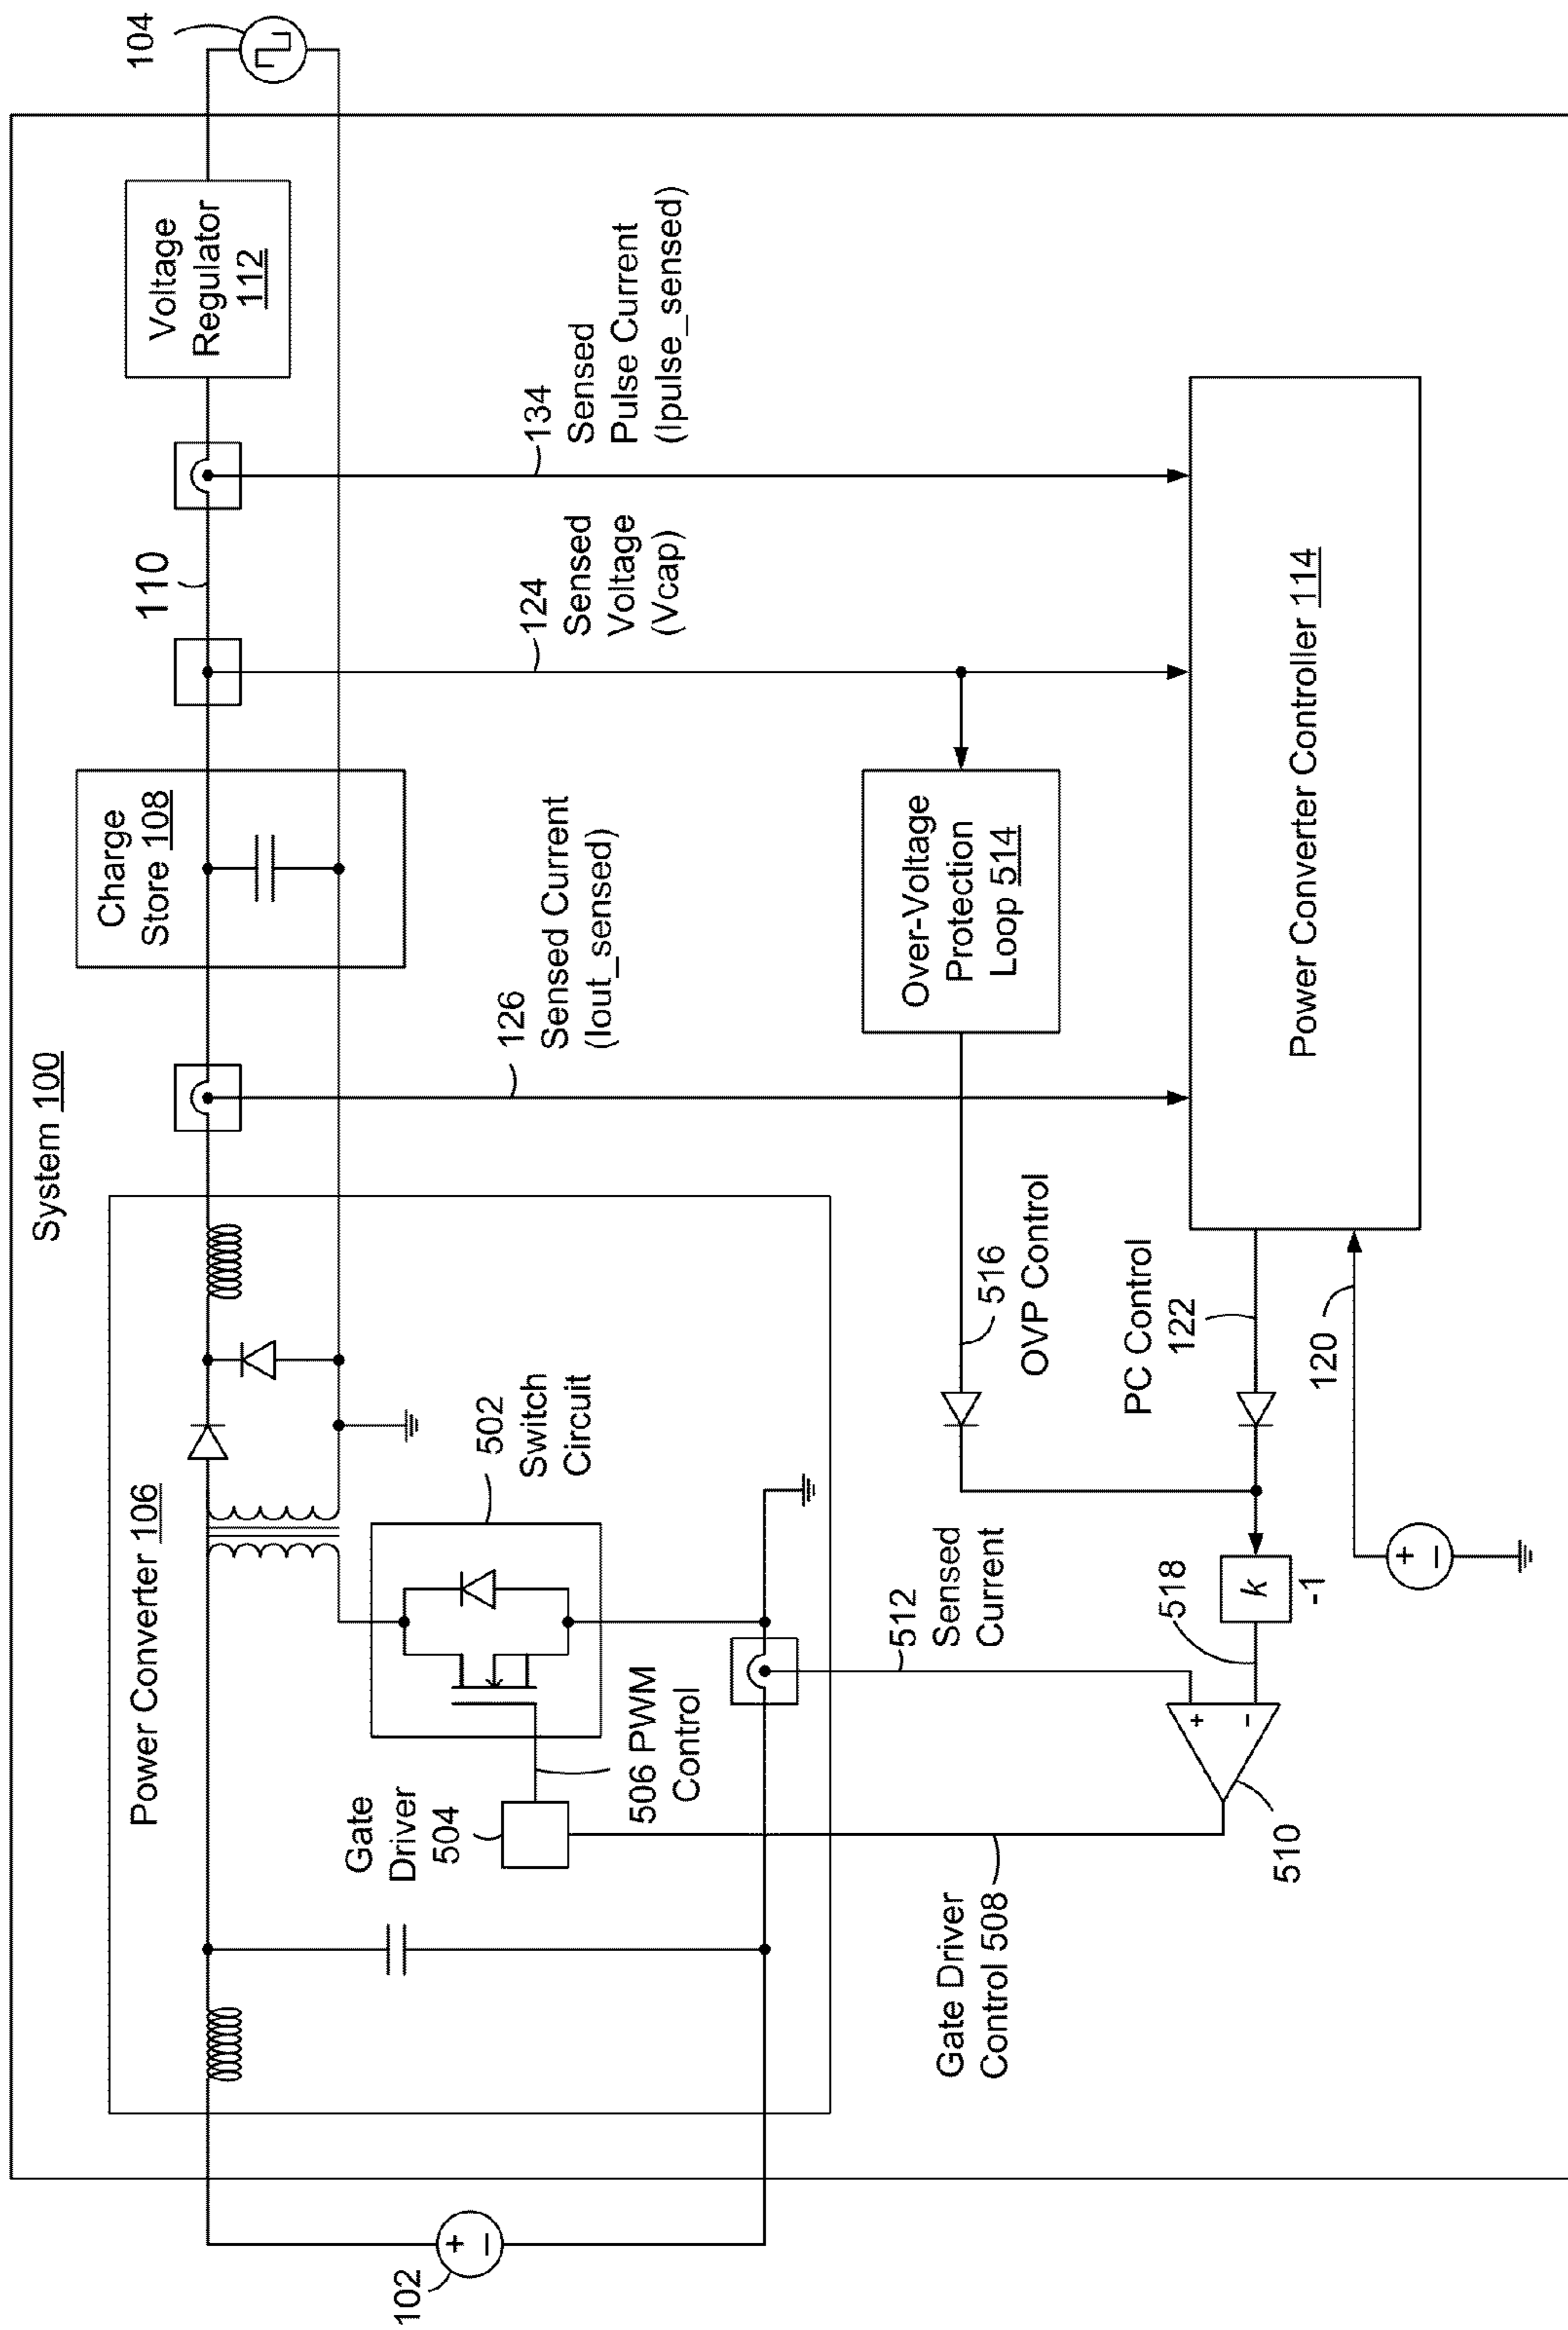 System 100
104
Power Converter 106
Charge
Store 108
110
Voltage
Regulator
112
102
+
−
Gate
Driver
504
502
Switch
Circuit
506 PWM
Control
126
Sensed Current
(Iout_sensed)
124
Sensed
Voltage
(Vcap)
134
Sensed
Pulse Current
(Ipulse_sensed)
Gate Driver
Control 508
512
Sensed
Current
516
OVP Control
Over-Voltage
Protection
Loop 514
PC Control
122
510
+
-
518
k
-1
120
+
−
Power Converter Controller 114